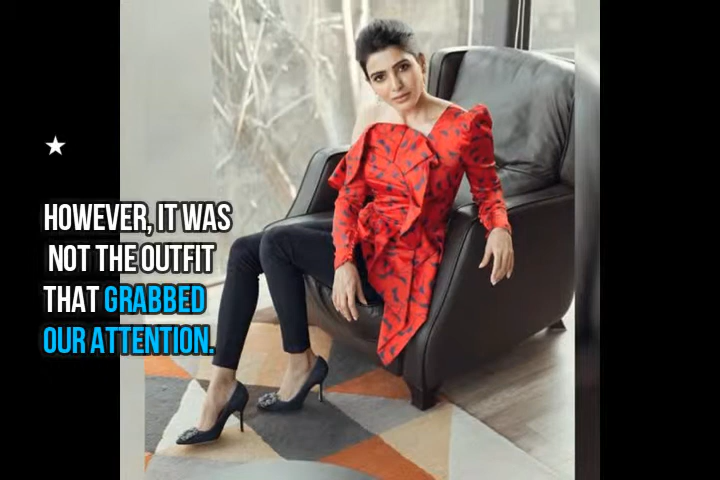 HOWEVER, IT WAS
NOT THE OUTFIT
THAT GRABBED
OUR ATTENTION.